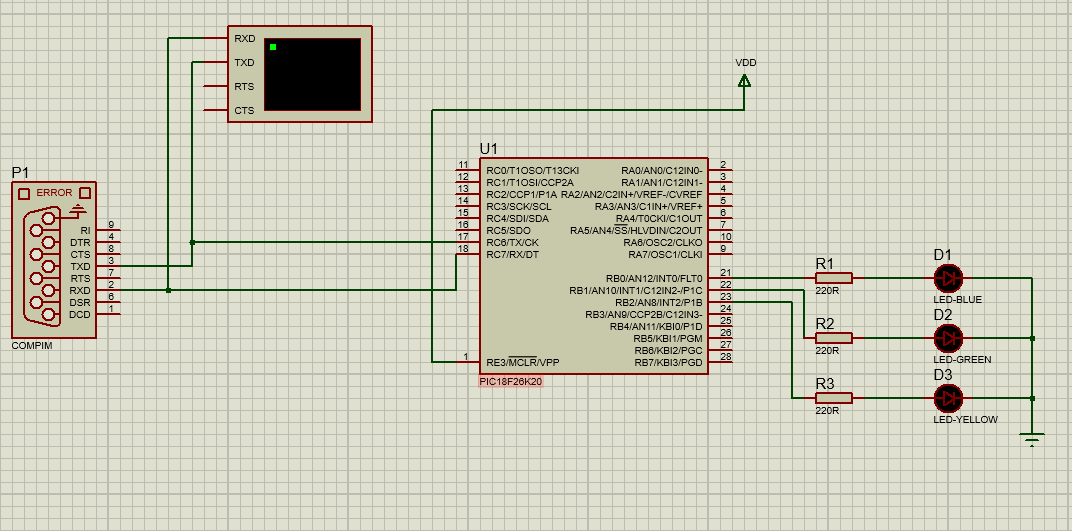 RXD
TXD
RTS
CTS
VDD
P1
ERROR
RI
DTR
CTS
TXD
RTS
RXD
DSR
DCD
9
4
8
3
7
2
6
1
COMPIM
U1
11 RC0/T1OSO/T13CKI RA0/AN0/C12IN0- 2
12 RC1/T1OSI/CCP2A RA1/AN1/C12IN1- 3
13 RC2/CCP1/P1A RA2/AN2/C2IN+/VREF-/CVREF 4
14 RC3/SCK/SCL RA3/AN3/C1IN+/VREF+ 5
15 RC4/SDI/SDA RA4/T0CKI/C1OUT 6
16 RC5/SDO RA5/AN4/SS/HLVDIN/C2OUT 7
17 RC6/TX/CK RA6/OSC2/CLKO 10
18 RC7/RX/DT RA7/OSC1/CLKI 9
RB0/AN12/INT0/FLT0 21
RB1/AN10/INT1/C12IN2-/P1C 22
RB2/AN8/INT2/P1B 23
RB3/AN9/CCP2B/C12IN3- 24
RB4/AN11/KBI0/P1D 25
RB5/KBI1/PGM 26
RB6/KBI2/PGC 27
1 RE3/MCLR/VPP RB7/KBI3/PGD 28
PIC18F26K20
R1
220R
D1
LED-BLUE
R2
220R
D2
LED-GREEN
R3
220R
D3
LED-YELLOW